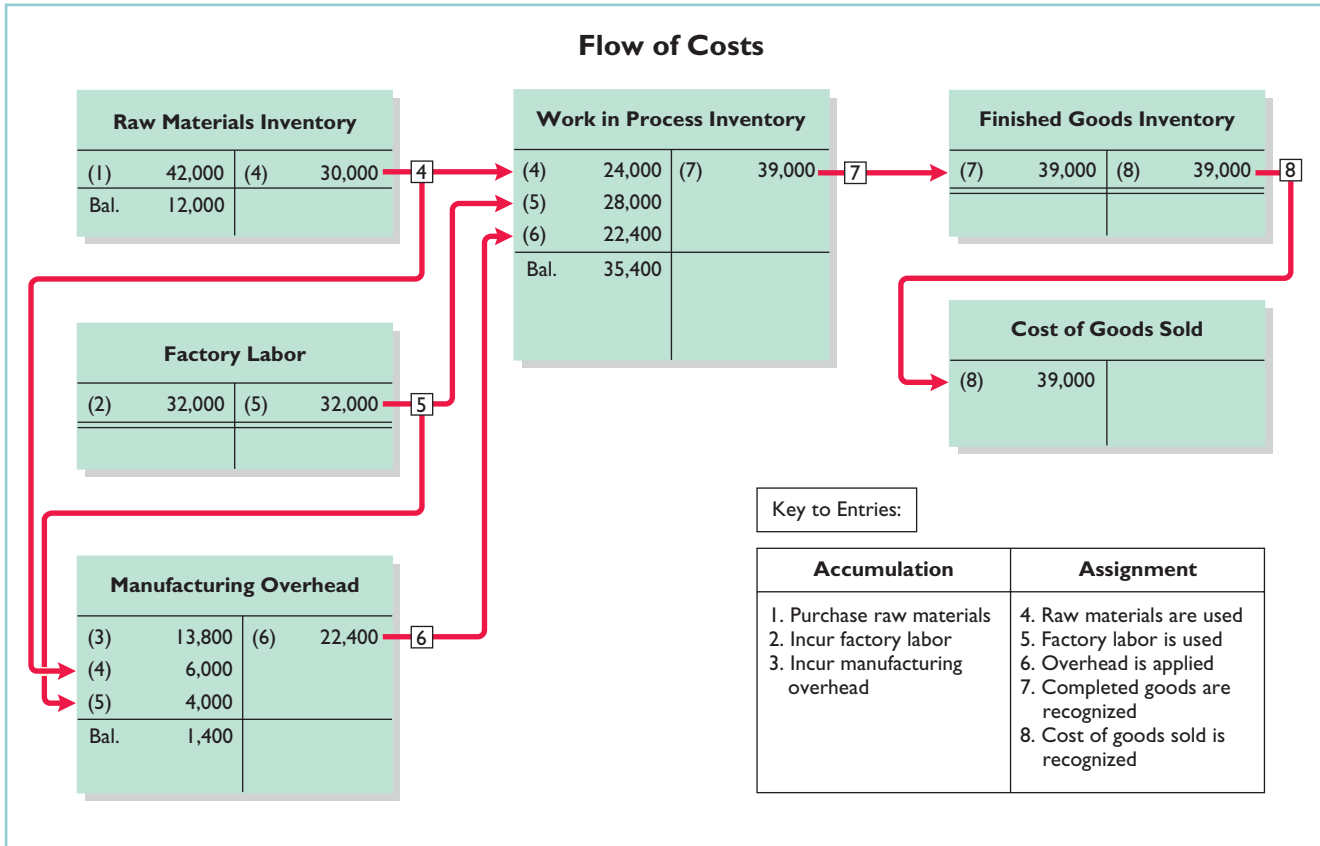 Flow of Costs
Raw Materials Inventory
(1) 42,000 (4) 30,000
Bal. 12,000
4
Work in Process Inventory
(4) 24,000 (7) 39,000
(5) 28,000
(6) 22,400
Bal. 35,400
7
Finished Goods Inventory
(7) 39,000 (8) 39,000
8
Cost of Goods Sold
(8) 39,000
Factory Labor
(2) 32,000 (5) 32,000
5
Manufacturing Overhead
(3) 13,800 (6) 22,400
(4) 6,000
(5) 4,000
Bal. 1,400
6
Key to Entries:
Accumulation
1. Purchase raw materials
2. Incur factory labor
3. Incur manufacturing
overhead
Assignment
4. Raw materials are used
5. Factory labor is used
6. Overhead is applied
7. Completed goods are
recognized
8. Cost of goods sold is
recognized